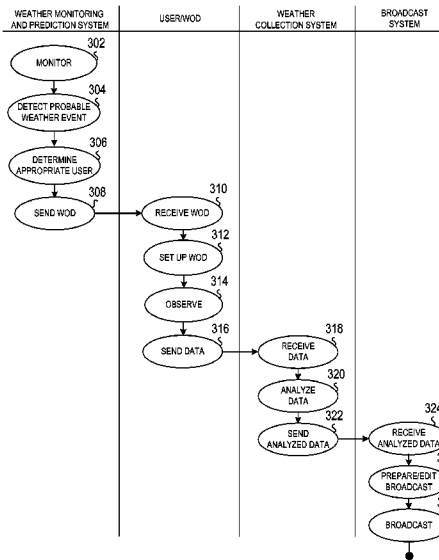 WEATHER MONITORING
AND PREDICTION SYSTEM
USER/WOD
WEATHER
COLLECTION SYSTEM
BROADCAST
SYSTEM
302
MONITOR
304
DETECT PROBABLE
WEATHER EVENT
306
DETERMINE
APPROPRIATE USER
308
SEND WOD
310
RECEIVE WOD
312
SET UP WOD
314
OBSERVE
316
SEND DATA
318
RECEIVE
DATA
320
ANALYZE
DATA
322
SEND
ANALYZED DATA
324
RECEIVE
ANALYZED DATA
PREPARE/EDIT
BROADCAST
BROADCAST